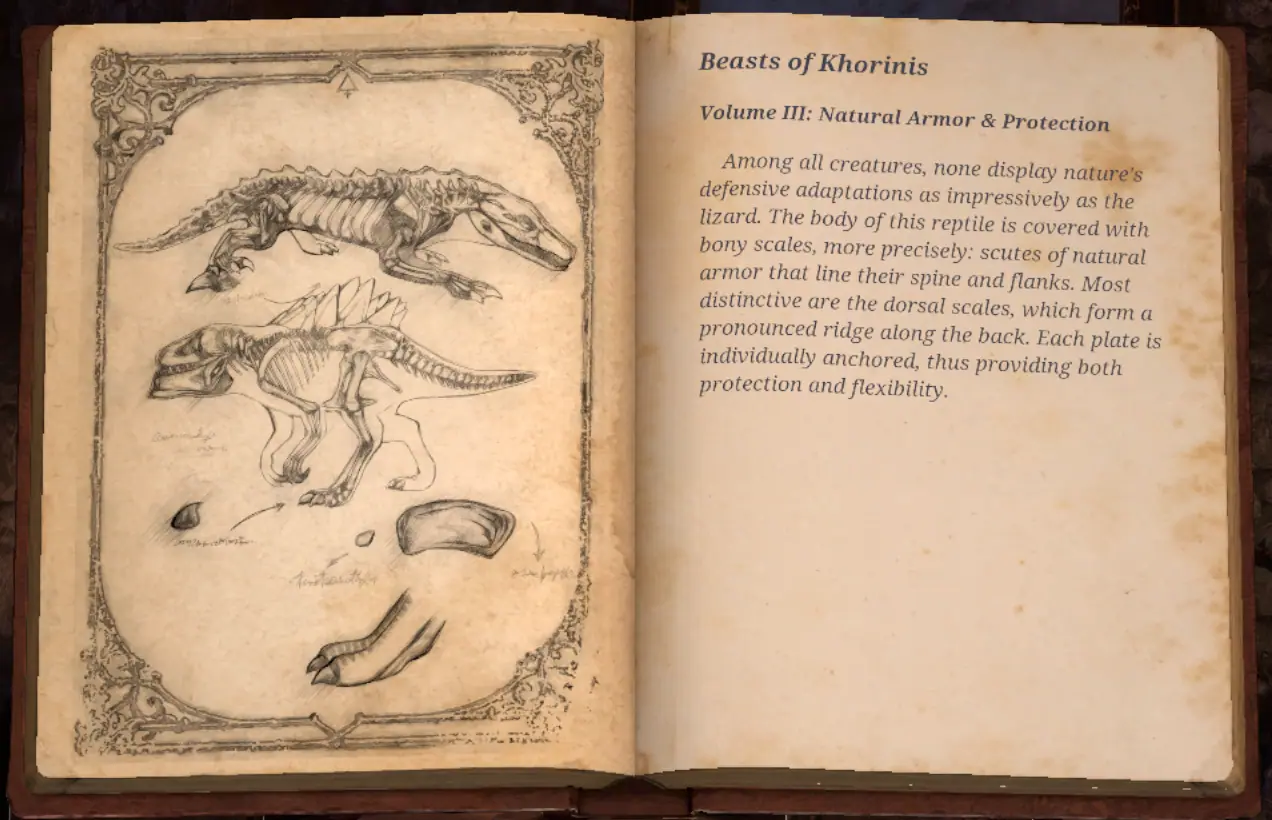 Beasts of Khorinis
Volume III: Natural Armor & Protection
Among all creatures, none display nature's
defensive adaptations as impressively as the
lizard. The body of this reptile is covered with
bony scales, more precisely: scutes of natural
armor that line their spine and flanks. Most
distinctive are the dorsal scales, which form a
pronounced ridge along the back. Each plate is
individually anchored, thus providing both
protection and flexibility.